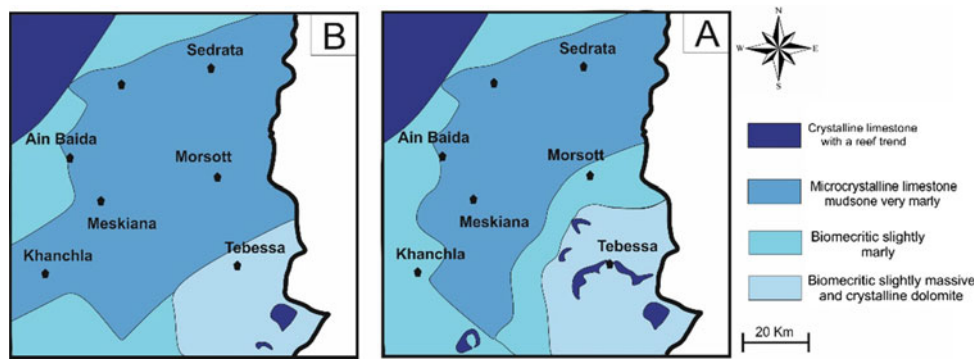 B
Sedrata
Ain Baida
Morsott
Meskiana
Khanchla
Tebessa
A
Sedrata
Ain Baida
Morsott
Meskiana
Khanchla
Tebessa
N
W
E
S
Crystalline limestone
with a reef trend
Microcrystalline limestone
mudsone very marly
Biomecritic slightly
marly
Biomecritic slightly massive
and crystalline dolomite
20 Km